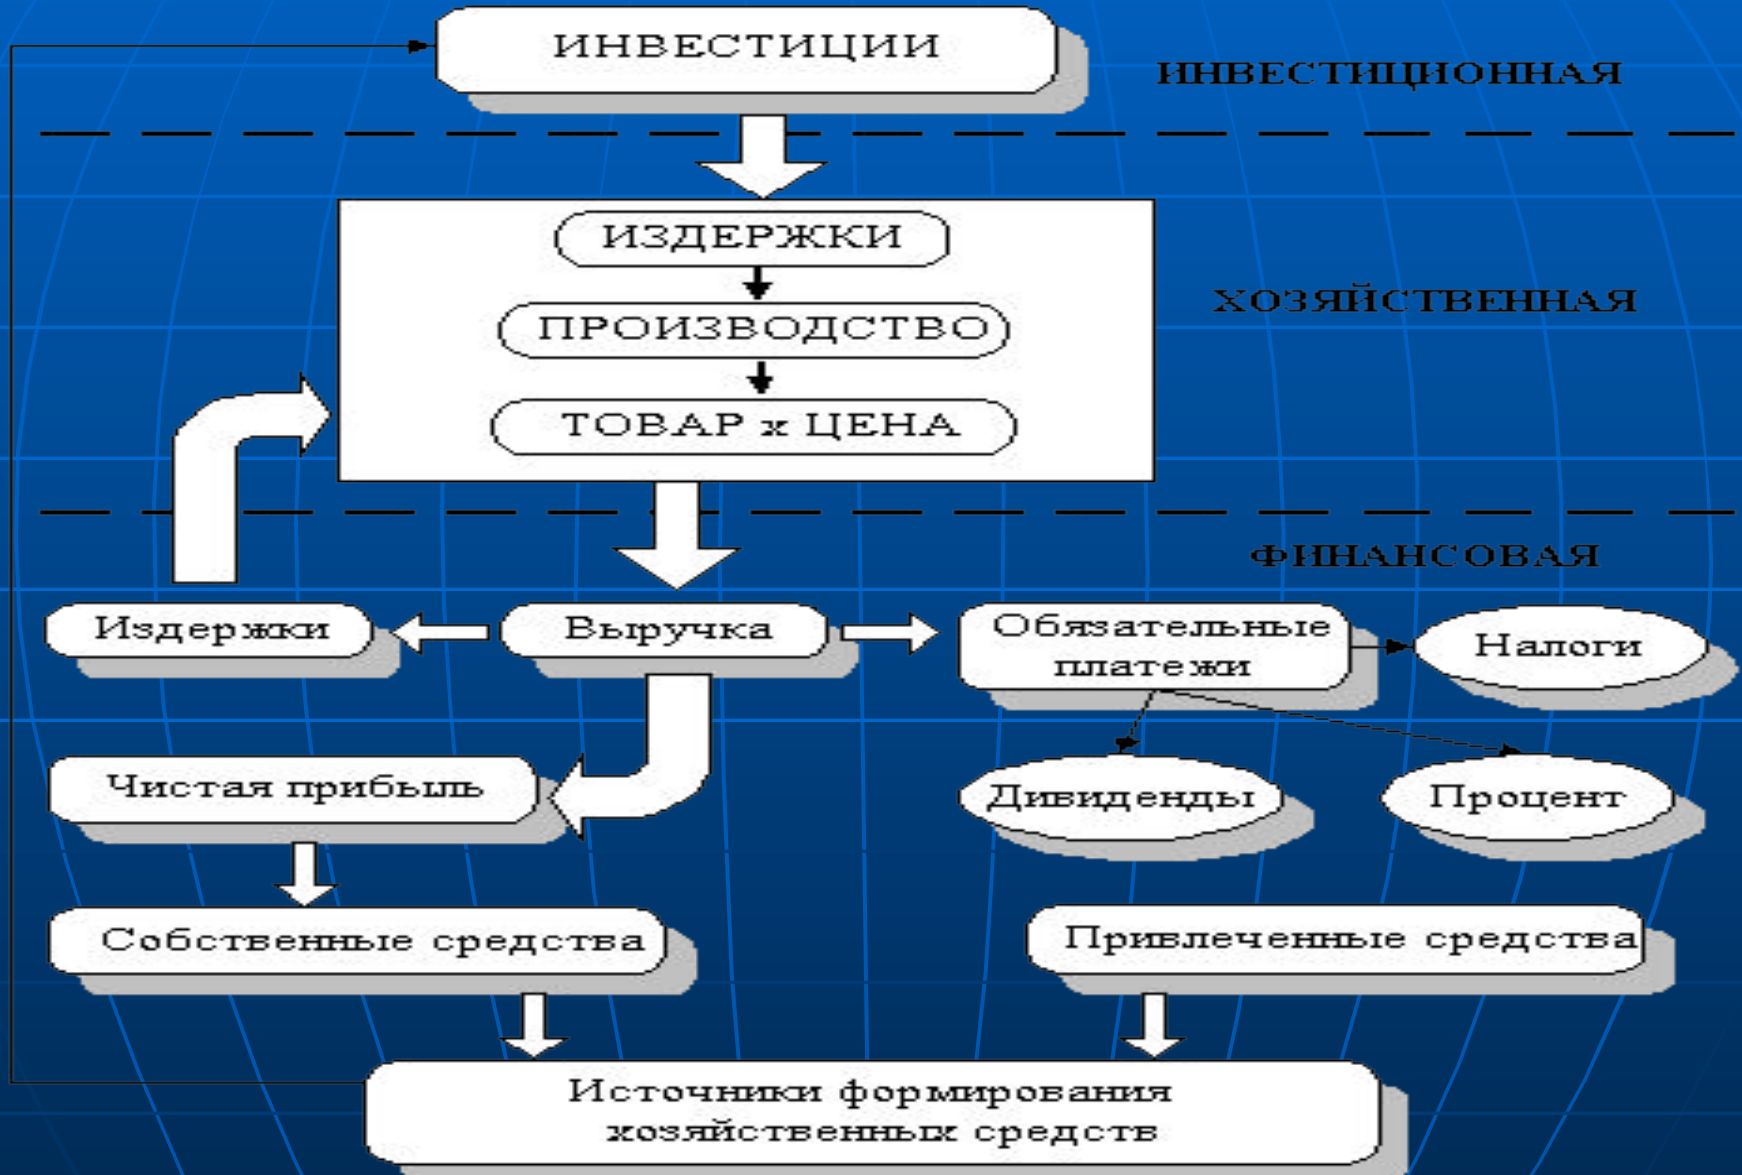 ИНВЕСТИЦИИ
ИНВЕСТИЦИОННАЯ
ИЗДЕРЖКИ
ПРОИЗВОДСТВО
ТОВАР х ЦЕНА
ХОЗЯЙСТВЕННАЯ
ФИНАНСОВАЯ
Издержки
Выручка
Обязательные
платежи
Налоги
Чистая прибыль
Дивиденды
Процент
Собственные средства
Привлеченные средства
Источники формирования
хозяйственных средств